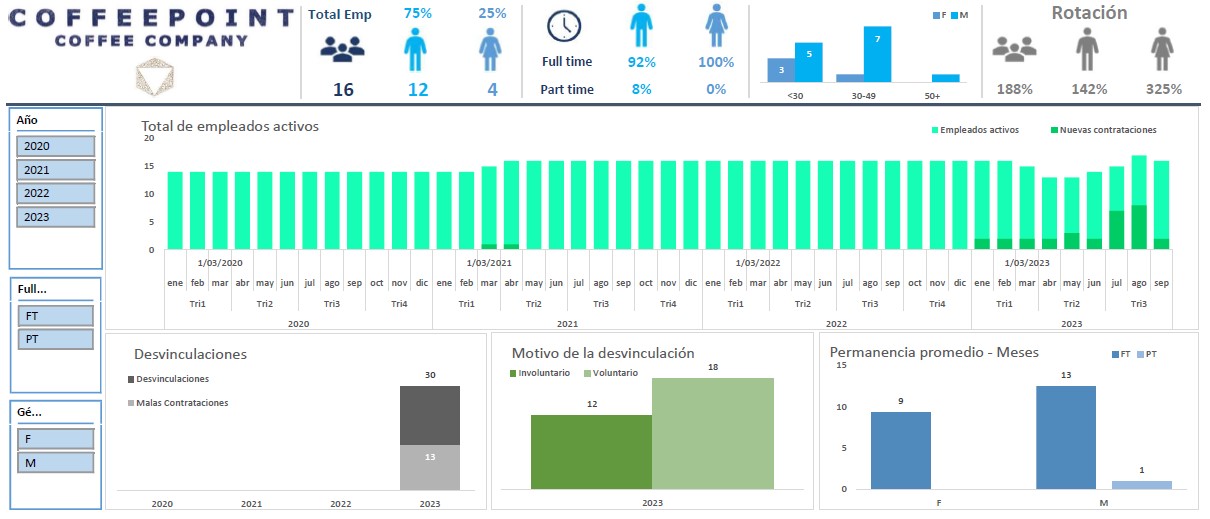 COFFEEPOINT
COFFEE COMPANY
Total Emp 75% 25%
16 12 4
Full time 92% 100%
Part time 8% 0%
F M
3 5 7
<30 30-49 50+
Rotación
188% 142% 325%
Año
2020
2021
2022
2023
Full...
FT
PT
Gé...
F
M
Total de empleados activos
Empleados activos Nuevas contrataciones
20
15
10
5
0
1/03/2020 1/03/2021 1/03/2022 1/03/2023
ene feb mar abr may jun jul ago sep oct nov dic ene feb mar abr may jun jul ago sep oct nov dic ene feb mar abr may jun jul ago sep oct nov dic ene feb mar abr may jun jul ago sep
Tri1 Tri2 Tri3 Tri4 Tri1 Tri2 Tri3 Tri4 Tri1 Tri2 Tri3 Tri4 Tri1 Tri2 Tri3
2020 2021 2022 2023
Desvinculaciones
Desvinculaciones
Malas Contrataciones
30
13
2020 2021 2022 2023
Motivo de la desvinculación
Involuntario Voluntario
12 18
2023
Permanencia promedio - Meses
FT PT
15
10
5
0
9 13 1
F M